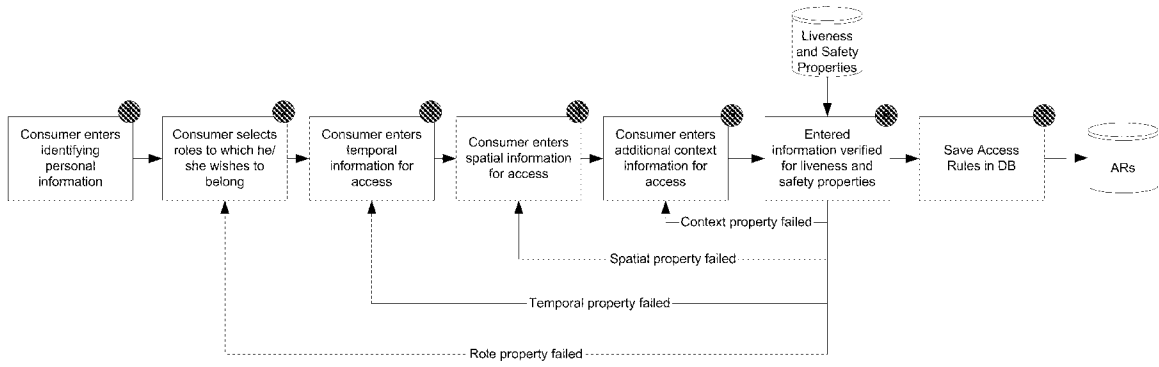 Liveness
and Safety
Properties
Consumer enters
identifying
personal
information
Consumer selects
roles to which he/
she wishes to
belong
Consumer enters
temporal
information for
access
Consumer enters
spatial information
for access
Consumer enters
additional context
information for
access
Entered
information verified
for liveness and
safety properties
Save Access
Rules in DB
ARs
Context property failed
Spatial property failed
Temporal property failed
Role property failed